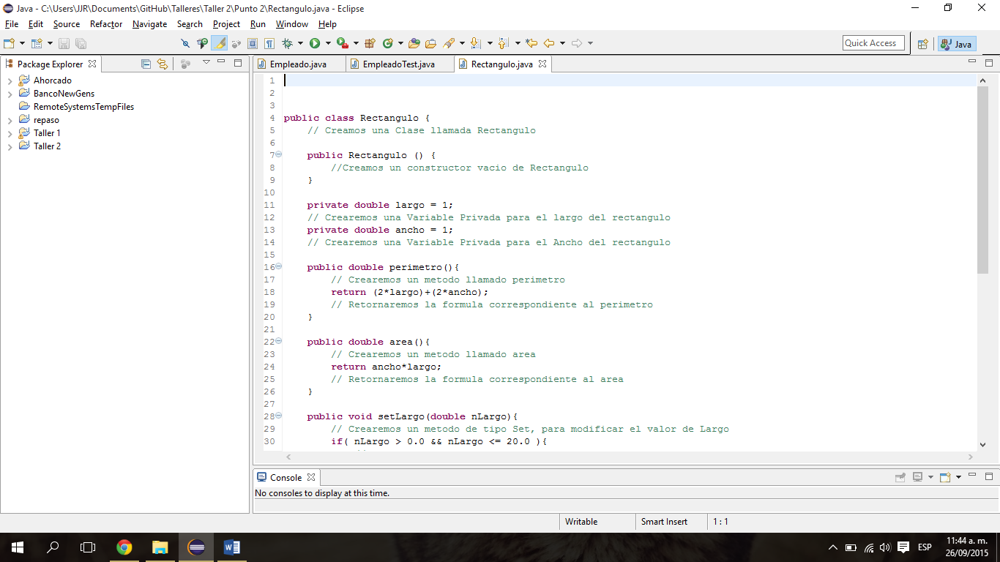 Java - C:\Users\JJR\Documents\GitHub\Talleres\Taller 2\Punto 2\Rectangulo.java - Eclipse
File Edit Source Refactor Navigate Search Project Run Window Help
Quick Access Java
Package Explorer
Ahorcado
BancoNewGens
RemoteSystemsTempFiles
repaso
Taller 1
Taller 2
Empleado.java EmpleadoTest.java Rectangulo.java
1
2
3
4 public class Rectangulo {
5 // Creamos una Clase llamada Rectangulo
6
7 public Rectangulo () {
8 //Creamos un constructor vacio de Rectangulo
9 }
10
11 private double largo = 1;
12 // Crearemos una Variable Privada para el largo del rectangulo
13 private double ancho = 1;
14 // Crearemos una Variable Privada para el Ancho del rectangulo
15
16 public double perimetro(){
17 // Crearemos un metodo llamado perimetro
18 return (2*largo)+(2*ancho);
19 // Retornaremos la formula correspondiente al perimetro
20 }
21
22 public double area(){
23 // Crearemos un metodo llamado area
24 return ancho*largo;
25 // Retornaremos la formula correspondiente al area
26 }
27
28 public void setLargo(double nLargo){
29 // Crearemos un metodo de tipo Set, para modificar el valor de Largo
30 if( nLargo > 0.0 && nLargo <= 20.0 ){
Console
No consoles to display at this time.
Writable Smart Insert 1 : 1
ESP
11:44 a. m.
26/09/2015